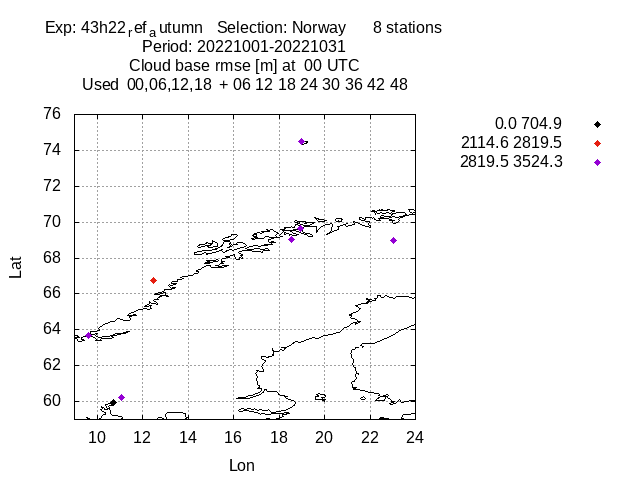 Exp: 43h22ref a utumn   Selection: Norway      8 stations
Period: 20221001-20221031
Cloud base rmse [m] at  00 UTC
Used  00,06,12,18  + 06 12 18 24 30 36 42 48
0.0 704.9
2114.6 2819.5
2819.5 3524.3
76
74
72
70
68
66
64
62
60
Lat
10 12 14 16 18 20 22 24
Lon